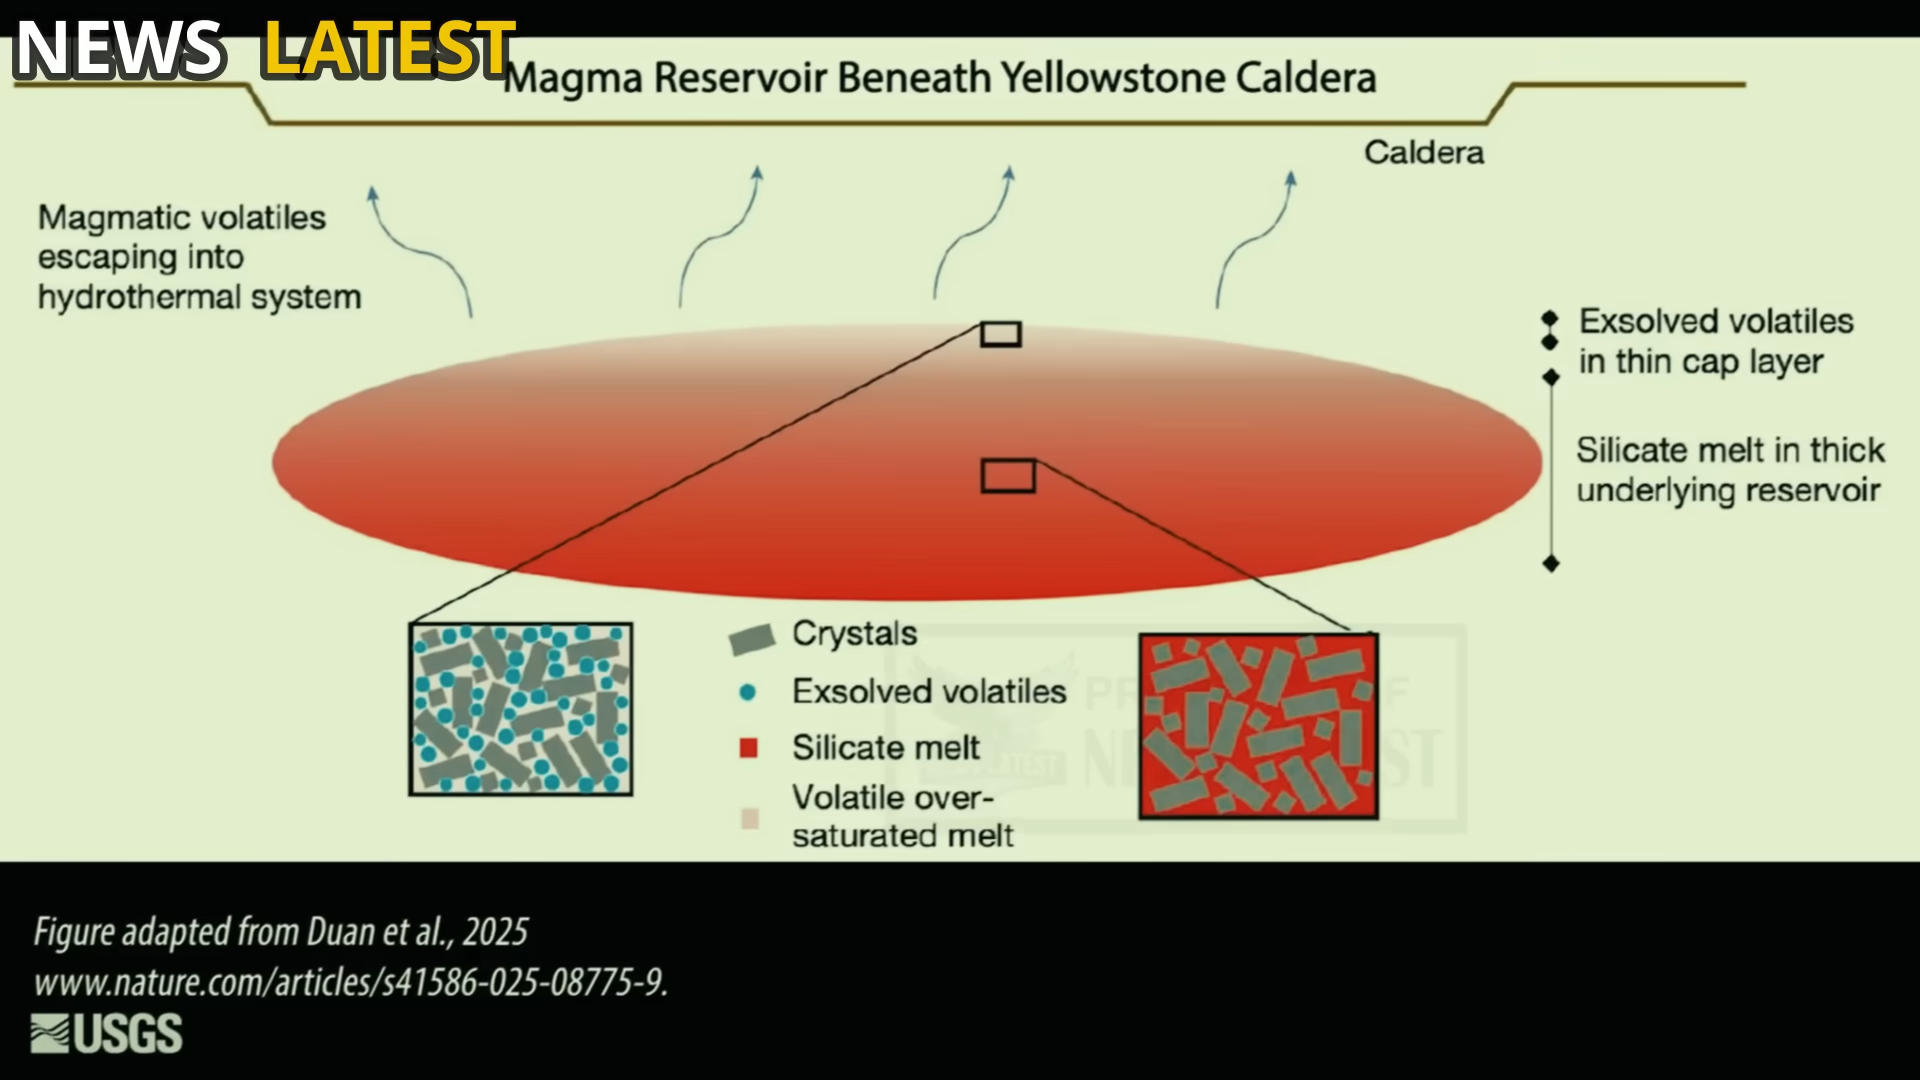 NEWS LATEST
Magma Reservoir Beneath Yellowstone Caldera
Caldera
Magmatic volatiles
escaping into
hydrothermal system
Exsolved volatiles
in thin cap layer
Silicate melt in thick
underlying reservoir
Crystals
Exsolved volatiles
Silicate melt
Volatile over-
saturated melt
Figure adapted from Duan et al., 2025
www.nature.com/articles/s41586-025-08775-9.
USGS